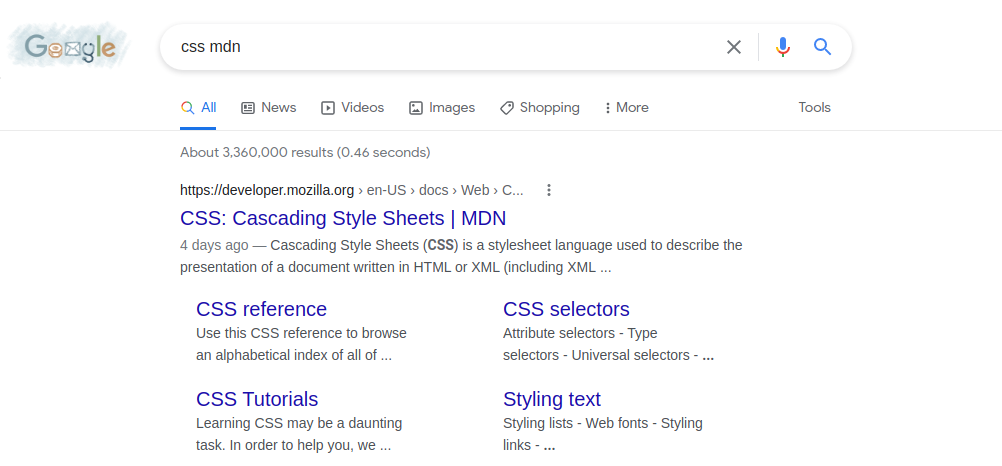 Google
css mdn
All News Videos Images Shopping More Tools
About 3,360,000 results (0.46 seconds)
https://developer.mozilla.org › en-US › docs › Web › C...
CSS: Cascading Style Sheets | MDN
4 days ago — Cascading Style Sheets (CSS) is a stylesheet language used to describe the
presentation of a document written in HTML or XML (including XML ...
CSS reference
Use this CSS reference to browse
an alphabetical index of all of ...
CSS selectors
Attribute selectors - Type
selectors - Universal selectors - ...
CSS Tutorials
Learning CSS may be a daunting
task. In order to help you, we ...
Styling text
Styling lists - Web fonts - Styling
links - ...